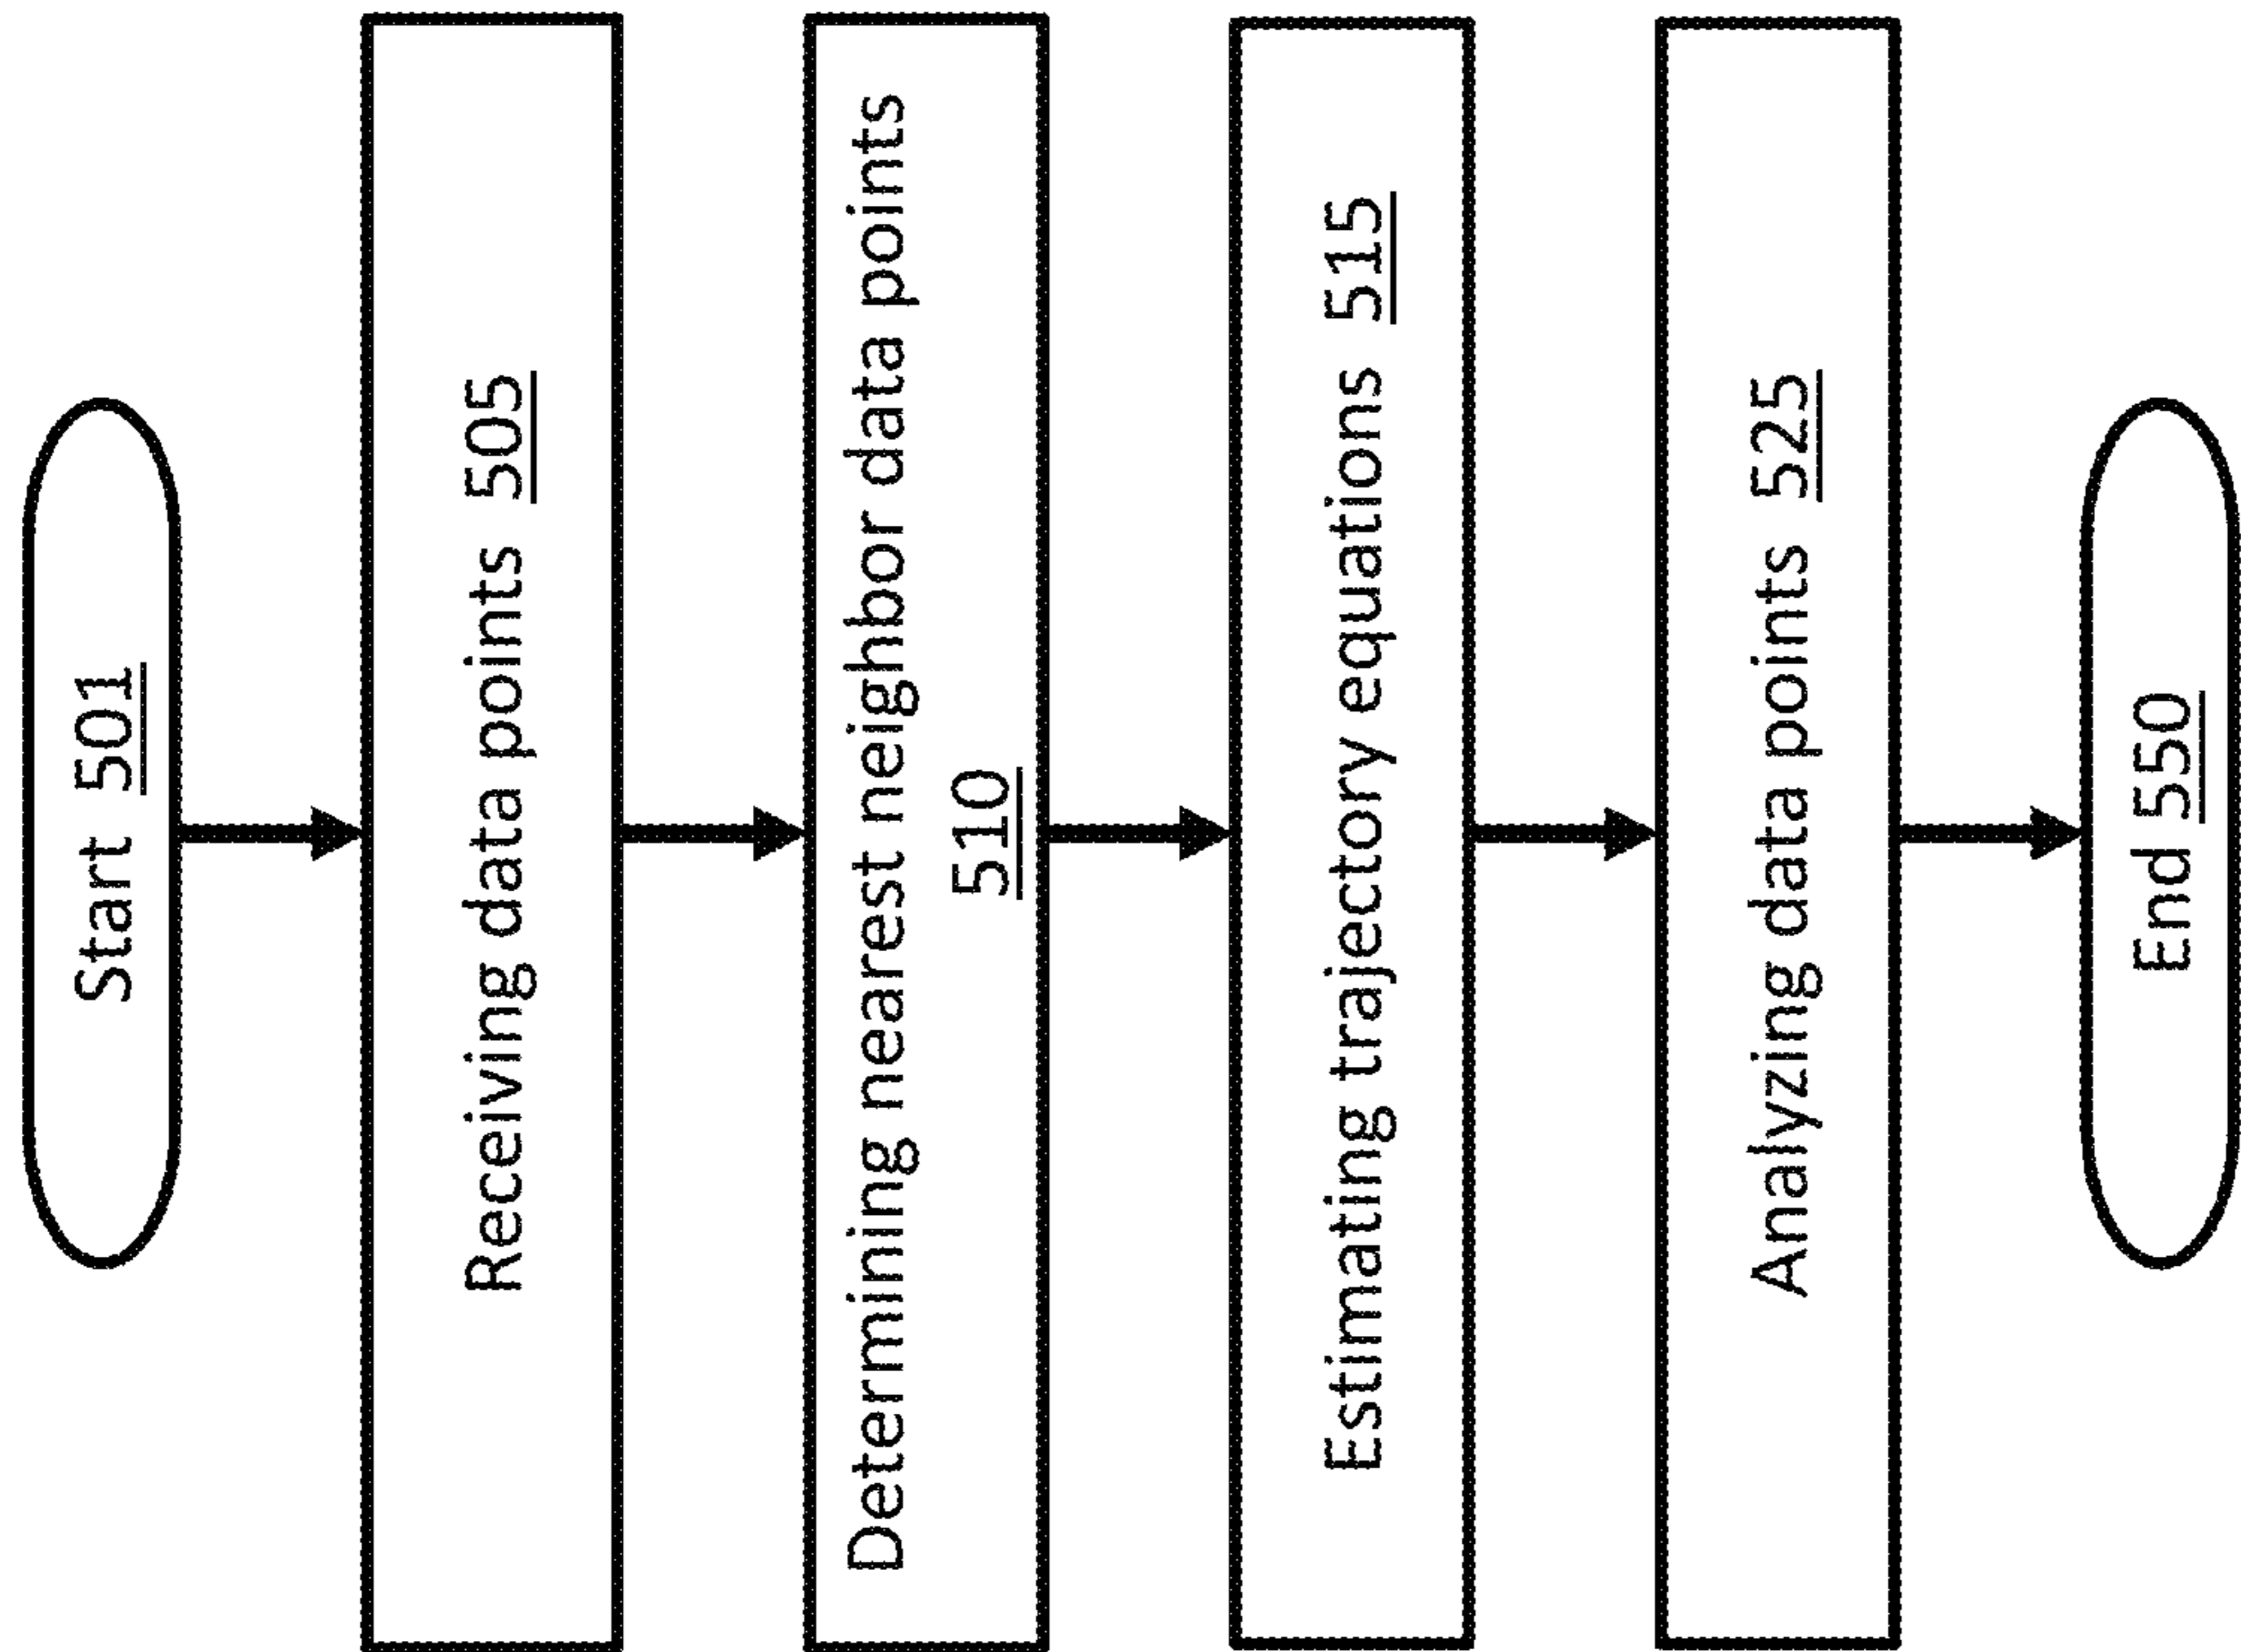 Start 501
Receiving data points 505
Determining nearest neighbor data points
510
Estimating trajectory equations 515
Analyzing data points 525
End 550